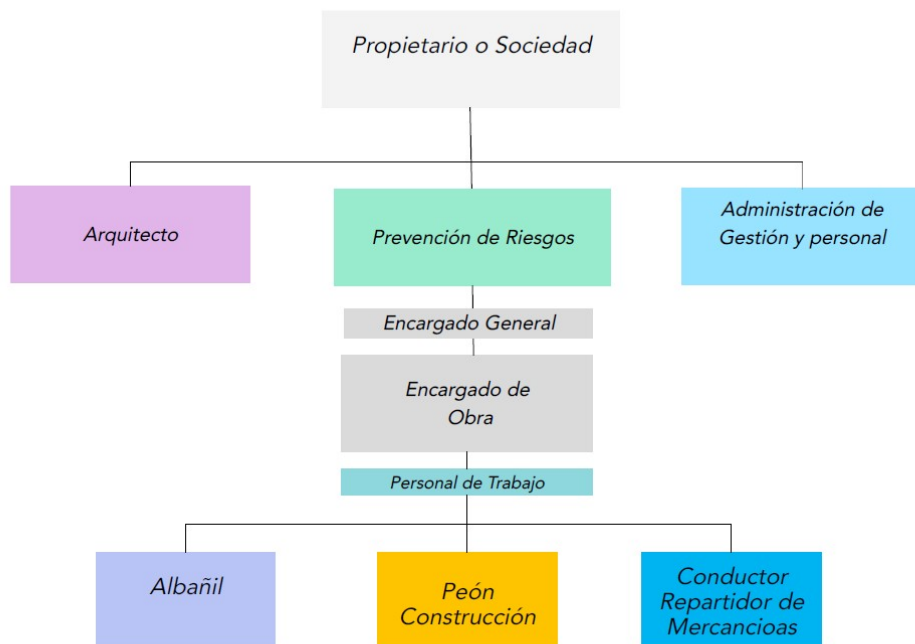 Propietario o Sociedad
Arquitecto
Prevención de Riesgos
Administración de
Gestión y personal
Encargado General
Encargado de
Obra
Personal de Trabajo
Albañil
Peón
Construcción
Conductor
Repartidor de
Mercancioas